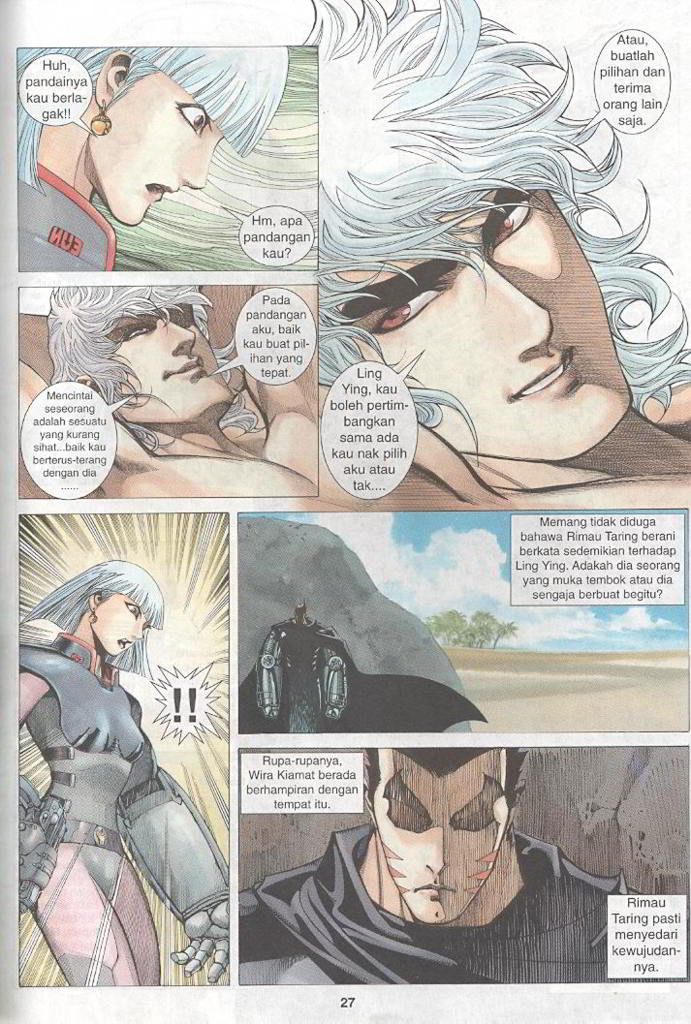 Huh,
pandainya
kau berla-
gak!!
Hm, apa
pandangan
kau?
Atau,
buatlah
pilihan dan
terima
orang lain
saja.
Pada
pandangan
aku, baik
kau buat pil-
ihan yang
tepat.
Mencintai
seseorang
adalah sesuatu
yang kurang
sihat...baik kau
berterus-terang
dengan dia
......
Ling
Ying, kau
boleh pertim-
bangkan
sama ada
kau nak pilih
aku atau
tak....
!!
Memang tidak diduga
bahawa Rimau Taring berani
berkata sedemikian terhadap
Ling Ying. Adakah dia seorang
yang muka tembok atau dia
sengaja berbuat begitu?
Rupa-rupanya,
Wira Kiamat berada
berhampiran dengan
tempat itu.
Rimau
Taring pasti
menyedari
kewujudan-
nya.
27